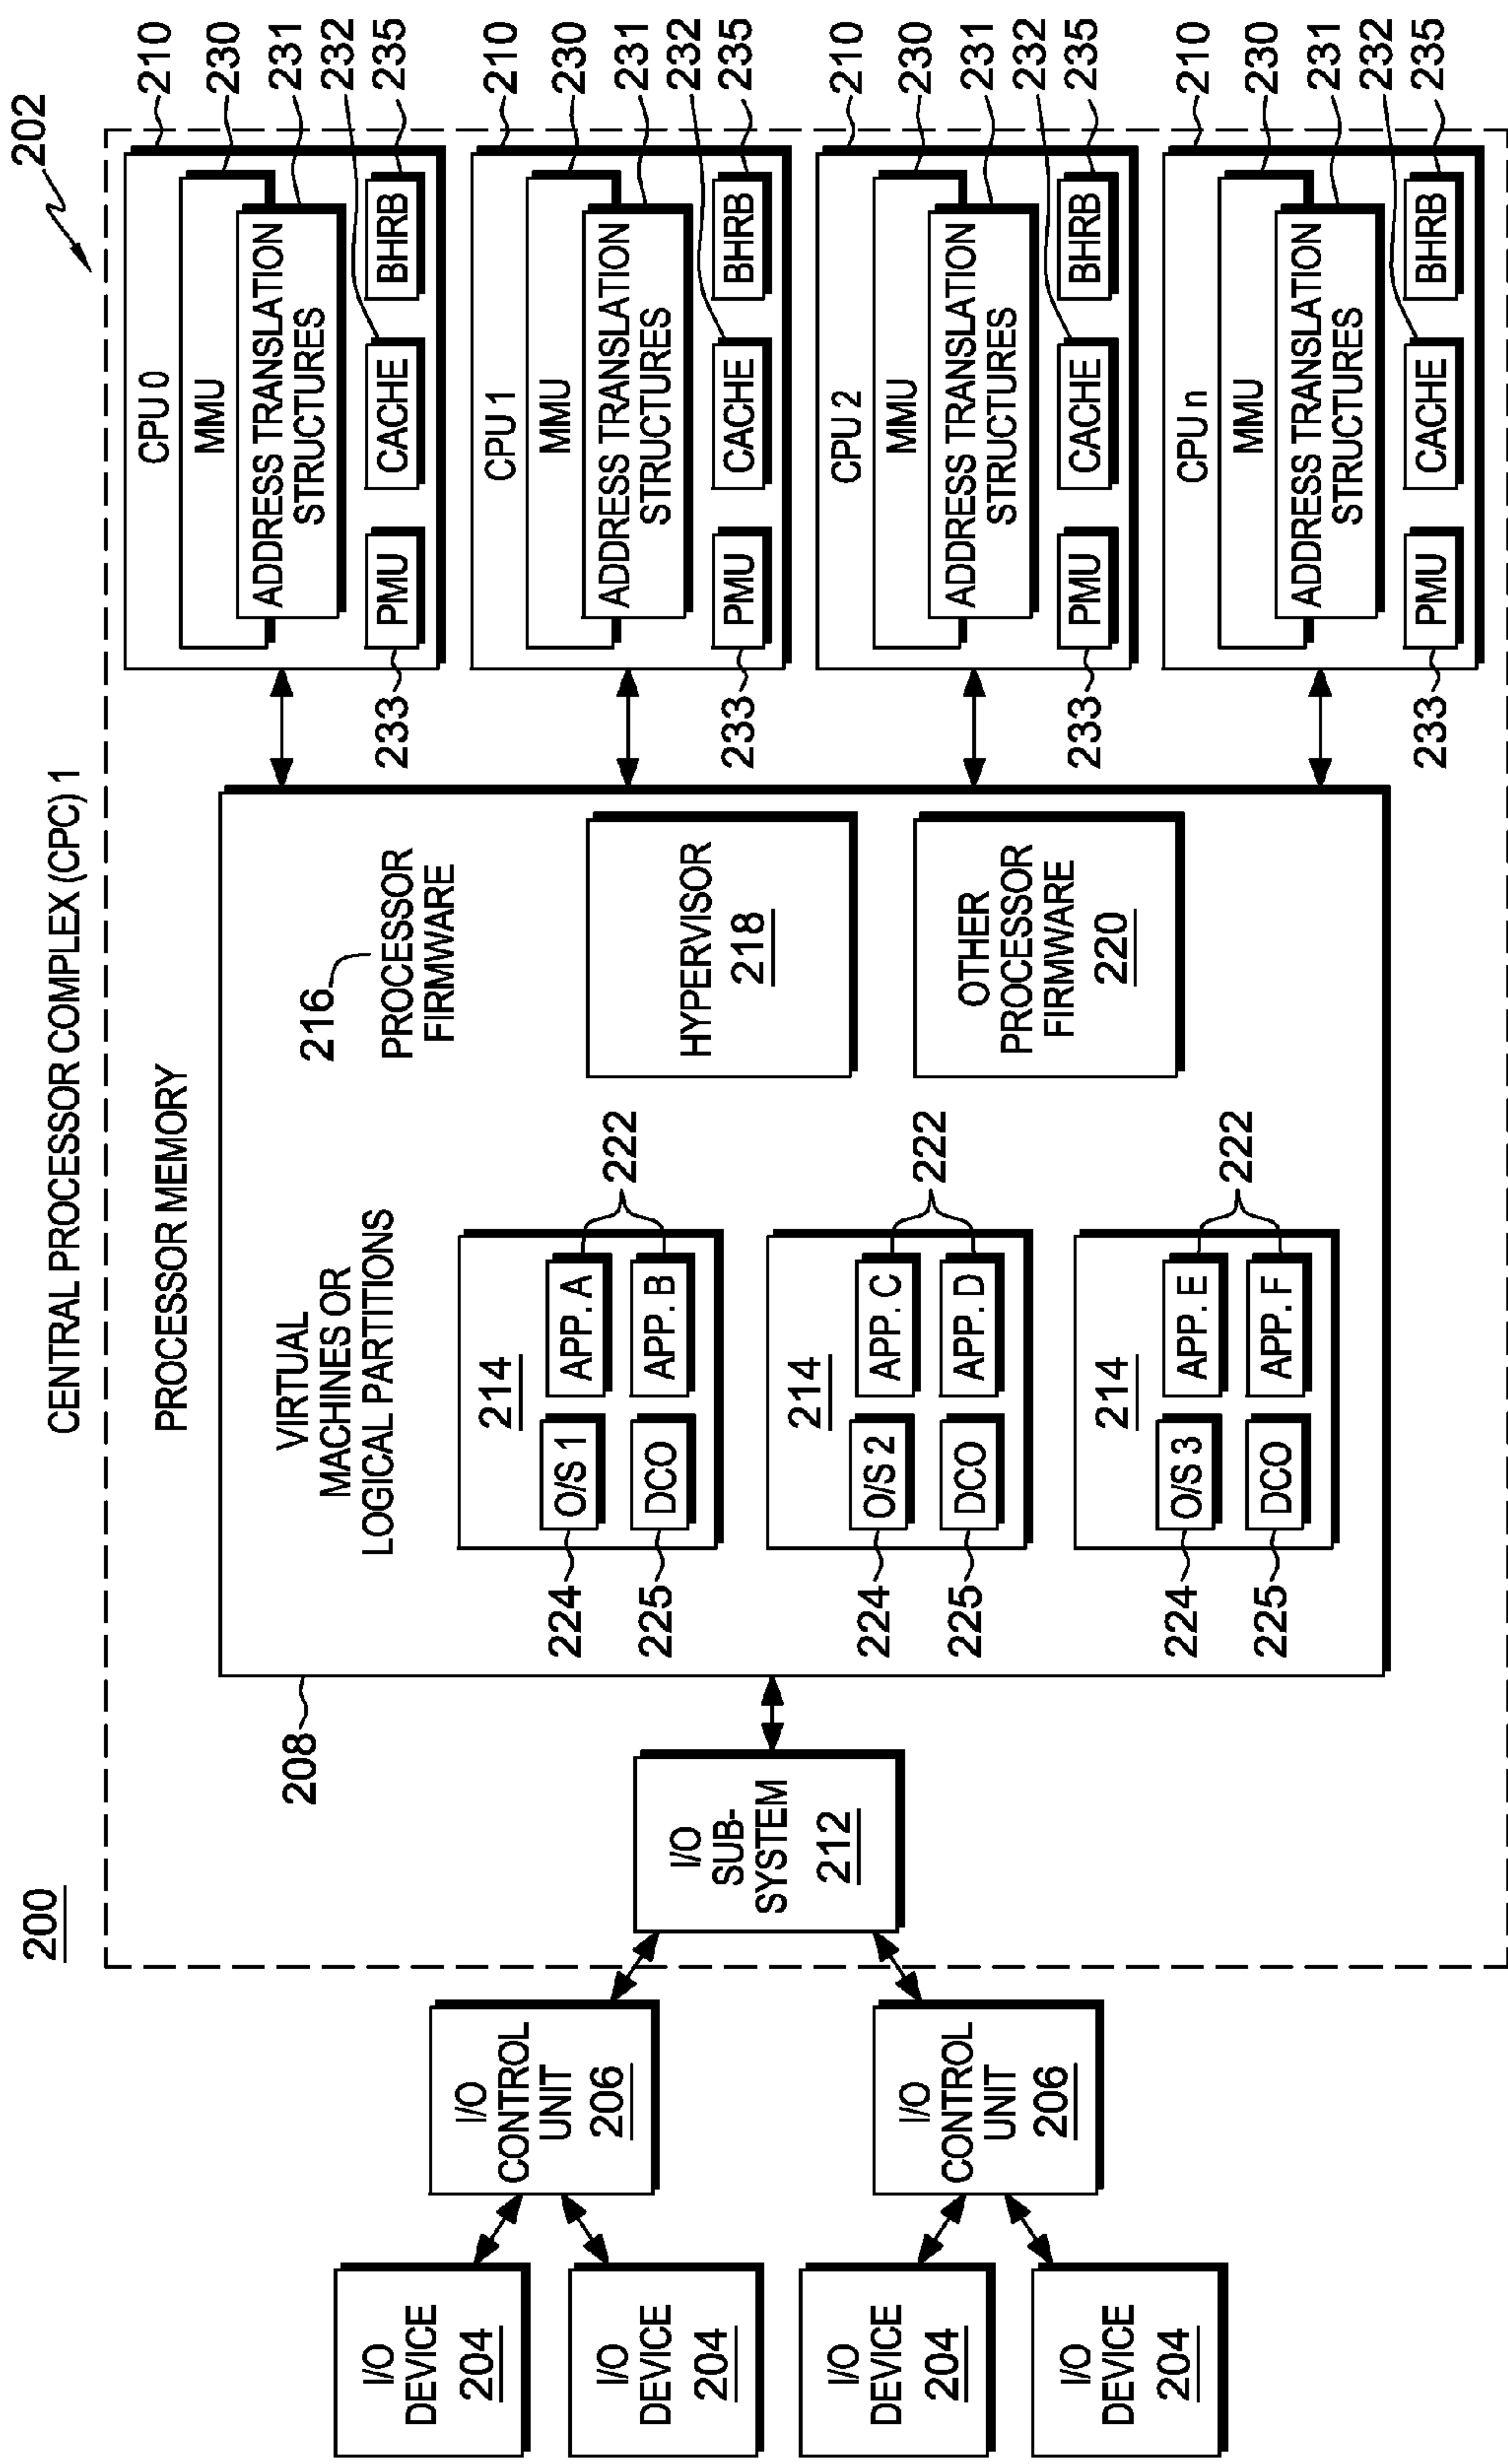 200
CENTRAL PROCESSOR COMPLEX (CPC) 1
202
I/O
DEVICE
204
I/O
DEVICE
204
I/O
DEVICE
204
I/O
DEVICE
204
I/O
CONTROL
UNIT
206
I/O
CONTROL
UNIT
206
I/O
SUB-
SYSTEM
212
208
PROCESSOR MEMORY
VIRTUAL
MACHINES OR
LOGICAL PARTITIONS
214
O/S 1
APP. A
DCO
APP. B
224
225
222
214
O/S 2
APP. C
DCO
APP. D
224
225
222
214
O/S 3
APP. E
DCO
APP. F
224
225
222
216
PROCESSOR
FIRMWARE
HYPERVISOR
218
OTHER
PROCESSOR
FIRMWARE
220
CPU 0
MMU
ADDRESS TRANSLATION
STRUCTURES
PMU
CACHE
BHRB
233
210
230
231
232
235
CPU 1
MMU
ADDRESS TRANSLATION
STRUCTURES
PMU
CACHE
BHRB
233
210
230
231
232
235
CPU 2
MMU
ADDRESS TRANSLATION
STRUCTURES
PMU
CACHE
BHRB
233
210
230
231
232
235
CPU n
MMU
ADDRESS TRANSLATION
STRUCTURES
PMU
CACHE
BHRB
233
210
230
231
232
235